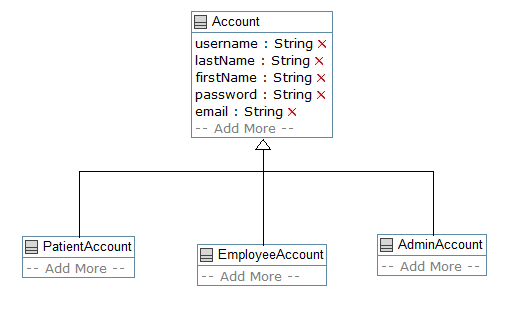 Account
username : String ×
lastName : String ×
firstName : String ×
password : String ×
email : String ×
-- Add More --
PatientAccount
-- Add More --
EmployeeAccount
-- Add More --
AdminAccount
-- Add More --